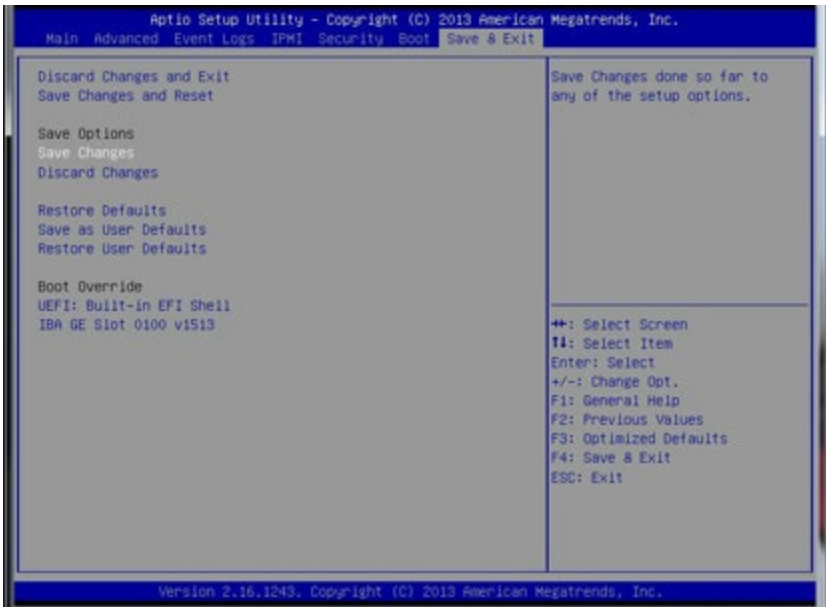 Aptio Setup Utility - Copyright (C) 2013 American Megatrends, Inc.
Main Advanced Event Logs IPMI Security Boot Save & Exit
Discard Changes and Exit
Save Changes and Reset
Save Options
Save Changes
Discard Changes
Restore Defaults
Save as User Defaults
Restore User Defaults
Boot Override
UEFI: Built-in EFI Shell
IBA GE Slot 0100 v1513
Save Changes done so far to
any of the setup options.
→←: Select Screen
↑↓: Select Item
Enter: Select
+/-: Change Opt.
F1: General Help
F2: Previous Values
F3: Optimized Defaults
F4: Save & Exit
ESC: Exit
Version 2.16.1243. Copyright (C) 2013 American Megatrends, Inc.